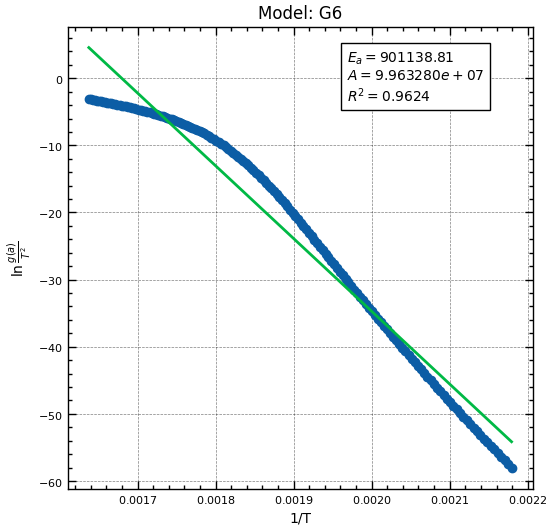 Model: G6
E_a = 901138.81
A = 9.963280e + 07
R^2 = 0.9624
0
−10
−20
−30
−40
−50
−60
ln g(a)/T^2
0.0017 0.0018 0.0019 0.0020 0.0021 0.0022
1/T